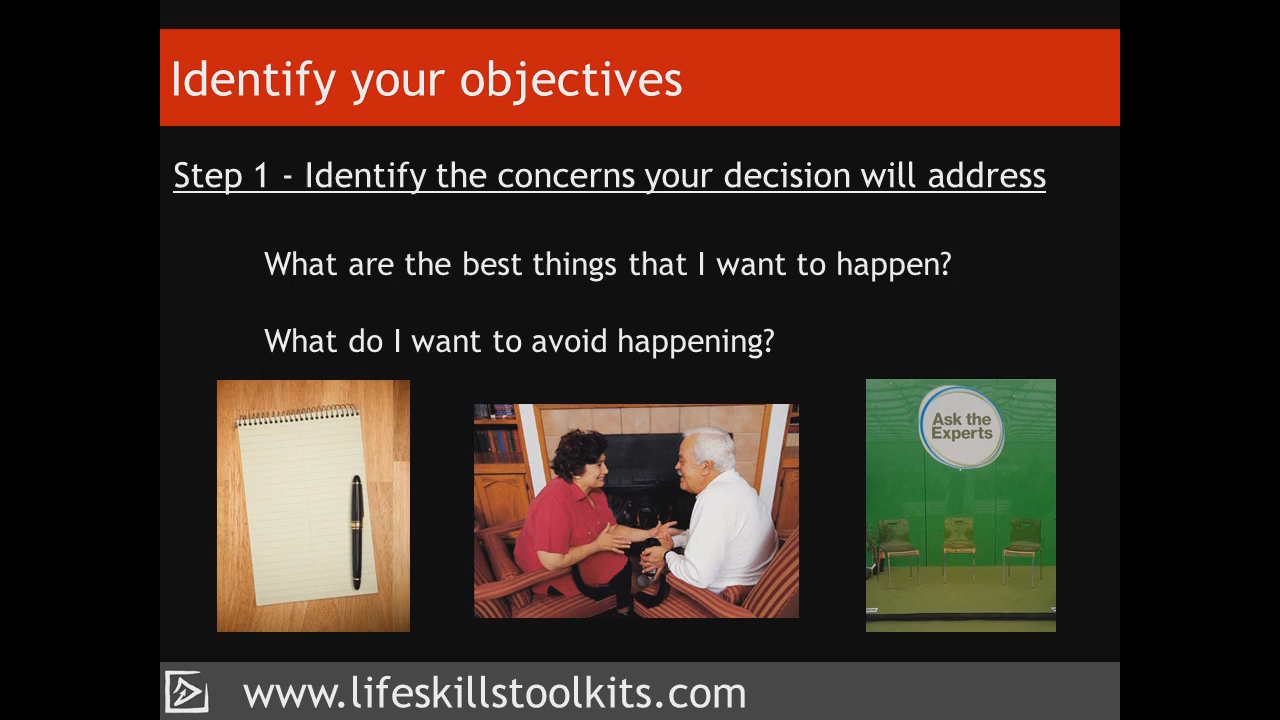 Identify your objectives
Step 1 - Identify the concerns your decision will address
What are the best things that I want to happen?
What do I want to avoid happening?
Ask the
Experts
www.lifeskillstoolkits.com